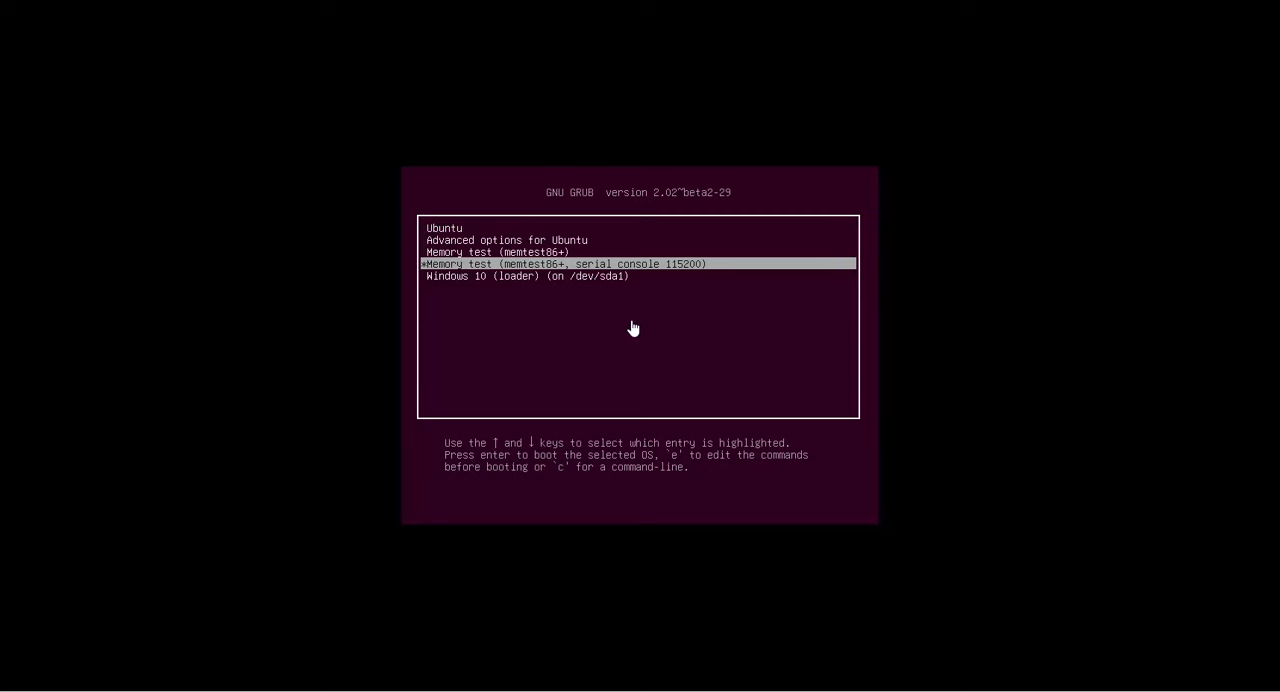 GNU GRUB  version 2.02~beta2-29
Ubuntu
Advanced options for Ubuntu
Memory test (memtest86+)
*Memory test (memtest86+, serial console 115200)
Windows 10 (loader) (on /dev/sda1)
Use the ↑ and ↓ keys to select which entry is highlighted.
Press enter to boot the selected OS, `e' to edit the commands
before booting or `c' for a command-line.